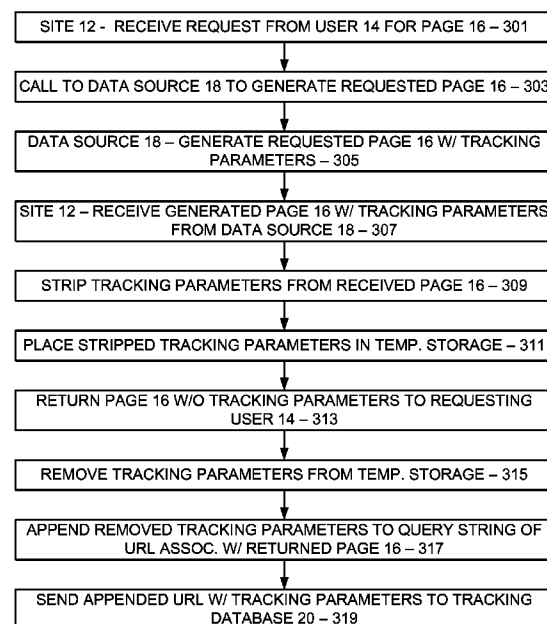 SITE 12 - RECEIVE REQUEST FROM USER 14 FOR PAGE 16 – 301
CALL TO DATA SOURCE 18 TO GENERATE REQUESTED PAGE 16 – 303
DATA SOURCE 18 – GENERATE REQUESTED PAGE 16 W/ TRACKING
PARAMETERS – 305
SITE 12 – RECEIVE GENERATED PAGE 16 W/ TRACKING PARAMETERS
FROM DATA SOURCE 18 – 307
STRIP TRACKING PARAMETERS FROM RECEIVED PAGE 16 – 309
PLACE STRIPPED TRACKING PARAMETERS IN TEMP. STORAGE – 311
RETURN PAGE 16 W/O TRACKING PARAMETERS TO REQUESTING
USER 14 – 313
REMOVE TRACKING PARAMETERS FROM TEMP. STORAGE – 315
APPEND REMOVED TRACKING PARAMETERS TO QUERY STRING OF
URL ASSOC. W/ RETURNED PAGE 16 – 317
SEND APPENDED URL W/ TRACKING PARAMETERS TO TRACKING
DATABASE 20 – 319